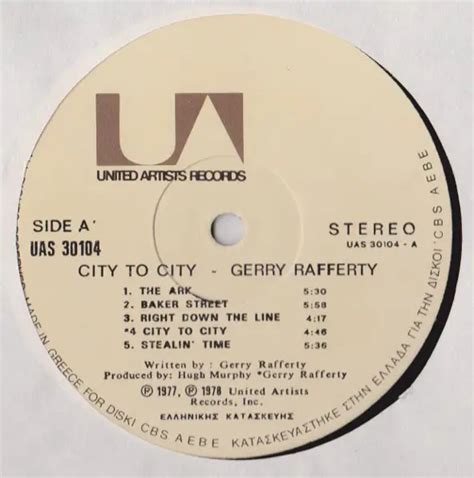 UA
UNITED ARTISTS RECORDS
SIDE A'
UAS 30104
STEREO
UAS 30104 - A
CITY TO CITY - GERRY RAFFERTY
1. THE ARK 5:30
2. BAKER STREET 5:58
3. RIGHT DOWN THE LINE 4:17
*4 CITY TO CITY 4:46
5. STEALIN' TIME 5:36
Written by : Gerry Rafferty
Produced by: Hugh Murphy *Gerry Rafferty
℗ 1977, ℗ 1978 United Artists
Records, Inc.
ΕΛΛΗΝΙΚΗΣ ΚΑΤΑΣΚΕΥΗΣ
MADE IN GREECE FOR DISKI CBS AEBE ΚΑΤΑΣΚΕΥΑΣΤΗΚΕ ΣΤΗΝ ΕΛΛΑΔΑ ΓΙΑ ΤΗΝ ΔΙΣΚΟΙ CBS AEBE